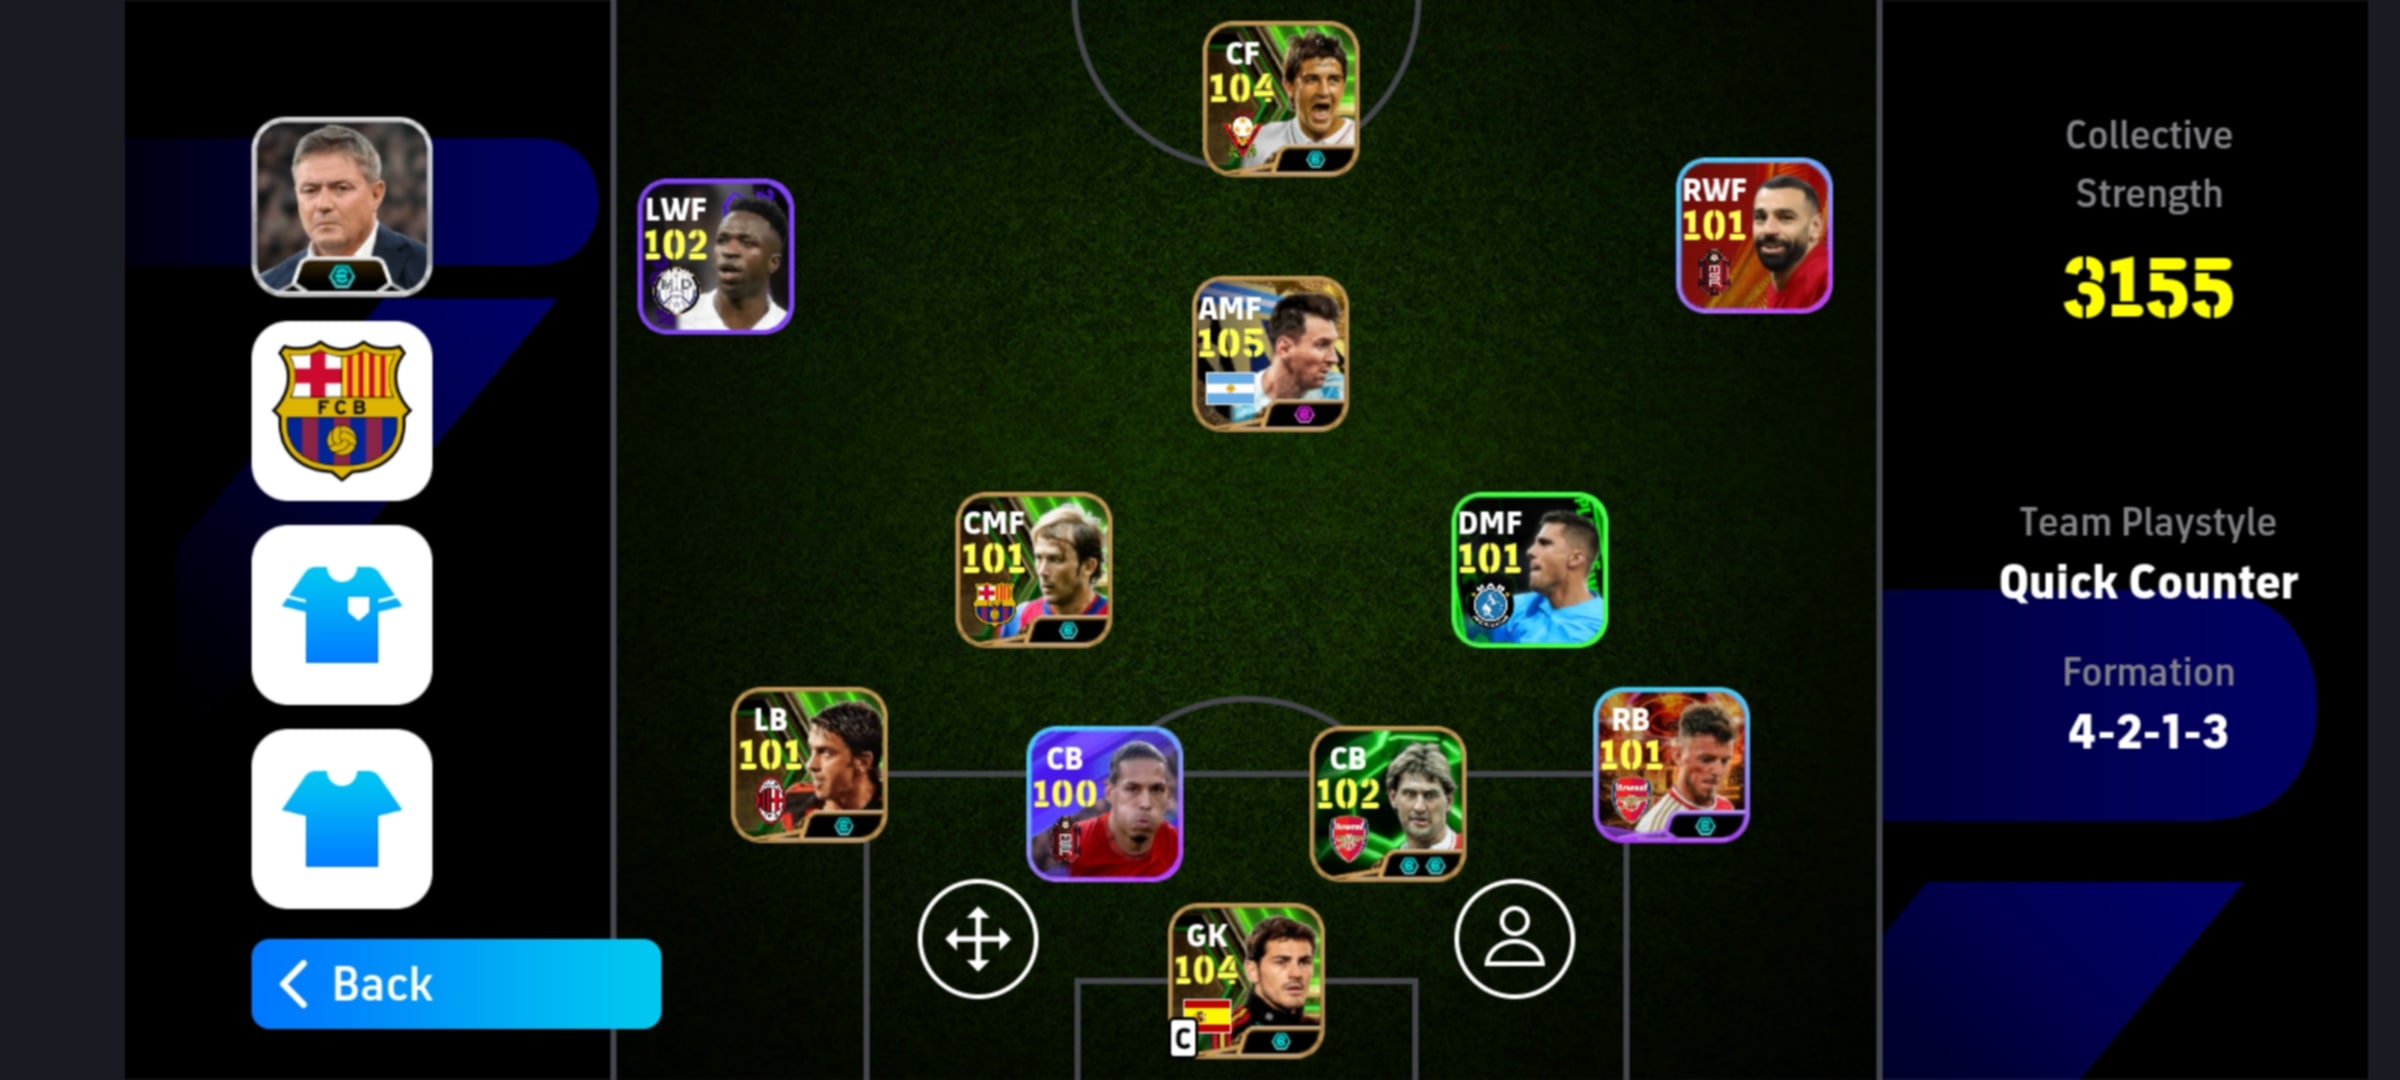 CF
104
LWF
102
RWF
101
AMF
105
FCB
CMF
101
DMF
101
LB
101
CB
100
CB
102
RB
101
GK
104
C
Back
Collective
Strength
3155
Team Playstyle
Quick Counter
Formation
4-2-1-3